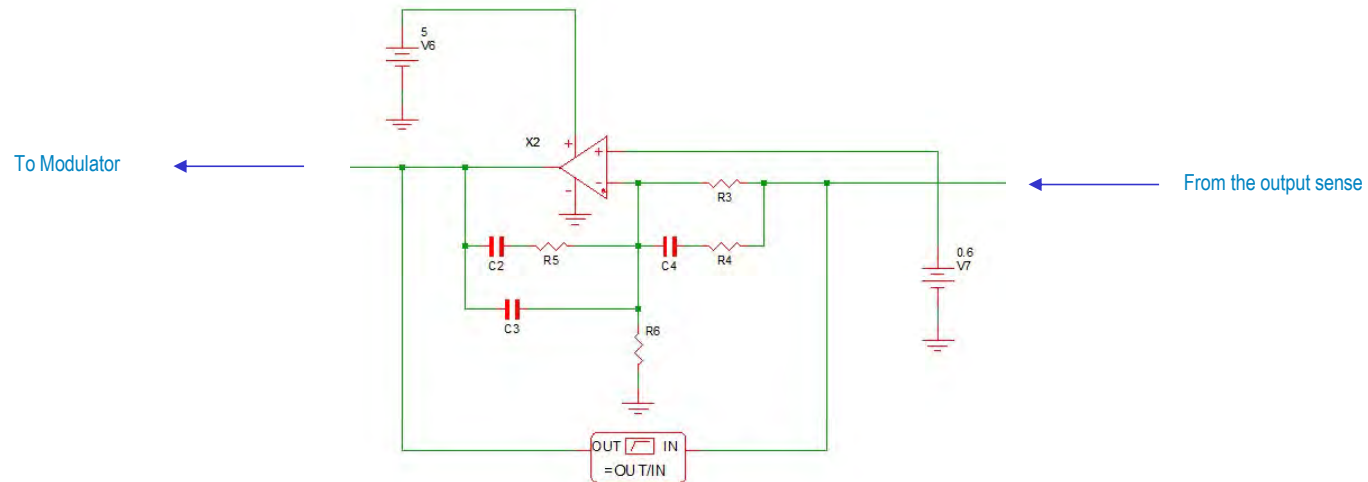 5
V6
X2
To Modulator
From the output sense
R3
C2
R5
C4
R4
0.6
V7
C3
R6
OUT IN
=OUT/IN